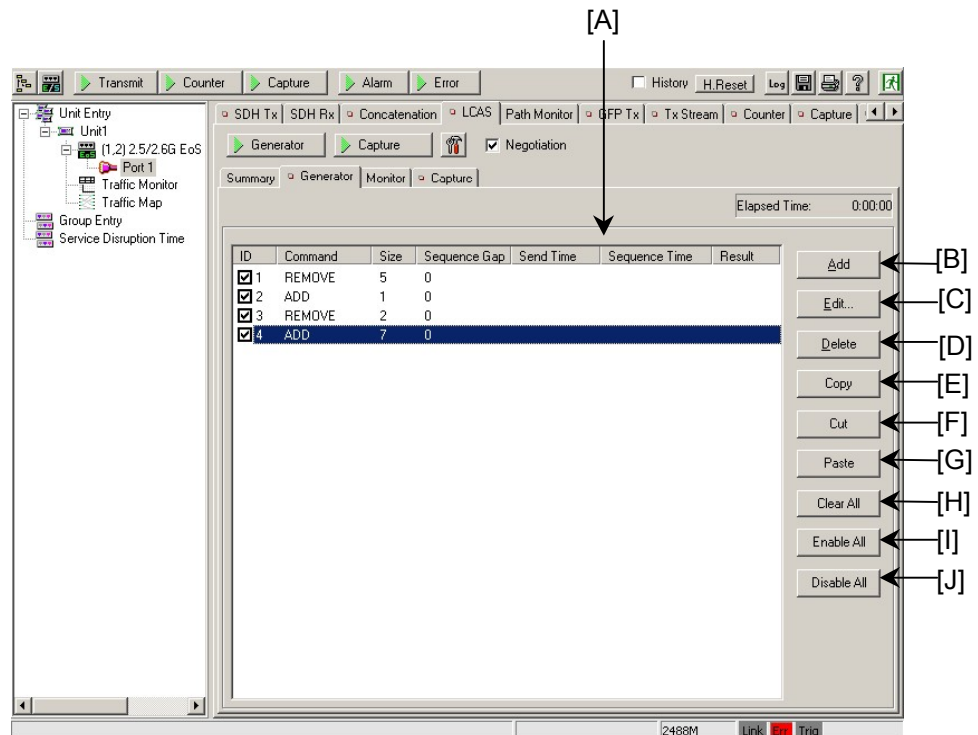 [A]
Transmit Counter Capture Alarm Error History H.Reset Log
Unit Entry
Unit1
(1,2) 2.5/2.6G EoS
Port 1
Traffic Monitor
Traffic Map
Group Entry
Service Disruption Time
SDH Tx SDH Rx Concatenation LCAS Path Monitor GFP Tx Tx Stream Counter Capture
Generator Capture Negotiation
Summary Generator Monitor Capture
Elapsed Time: 0:00:00
ID Command Size Sequence Gap Send Time Sequence Time Result
1 REMOVE 5 0
2 ADD 1 0
3 REMOVE 2 0
4 ADD 7 0
Add [B]
Edit... [C]
Delete [D]
Copy [E]
Cut [F]
Paste [G]
Clear All [H]
Enable All [I]
Disable All [J]
2488M Link Err Trig